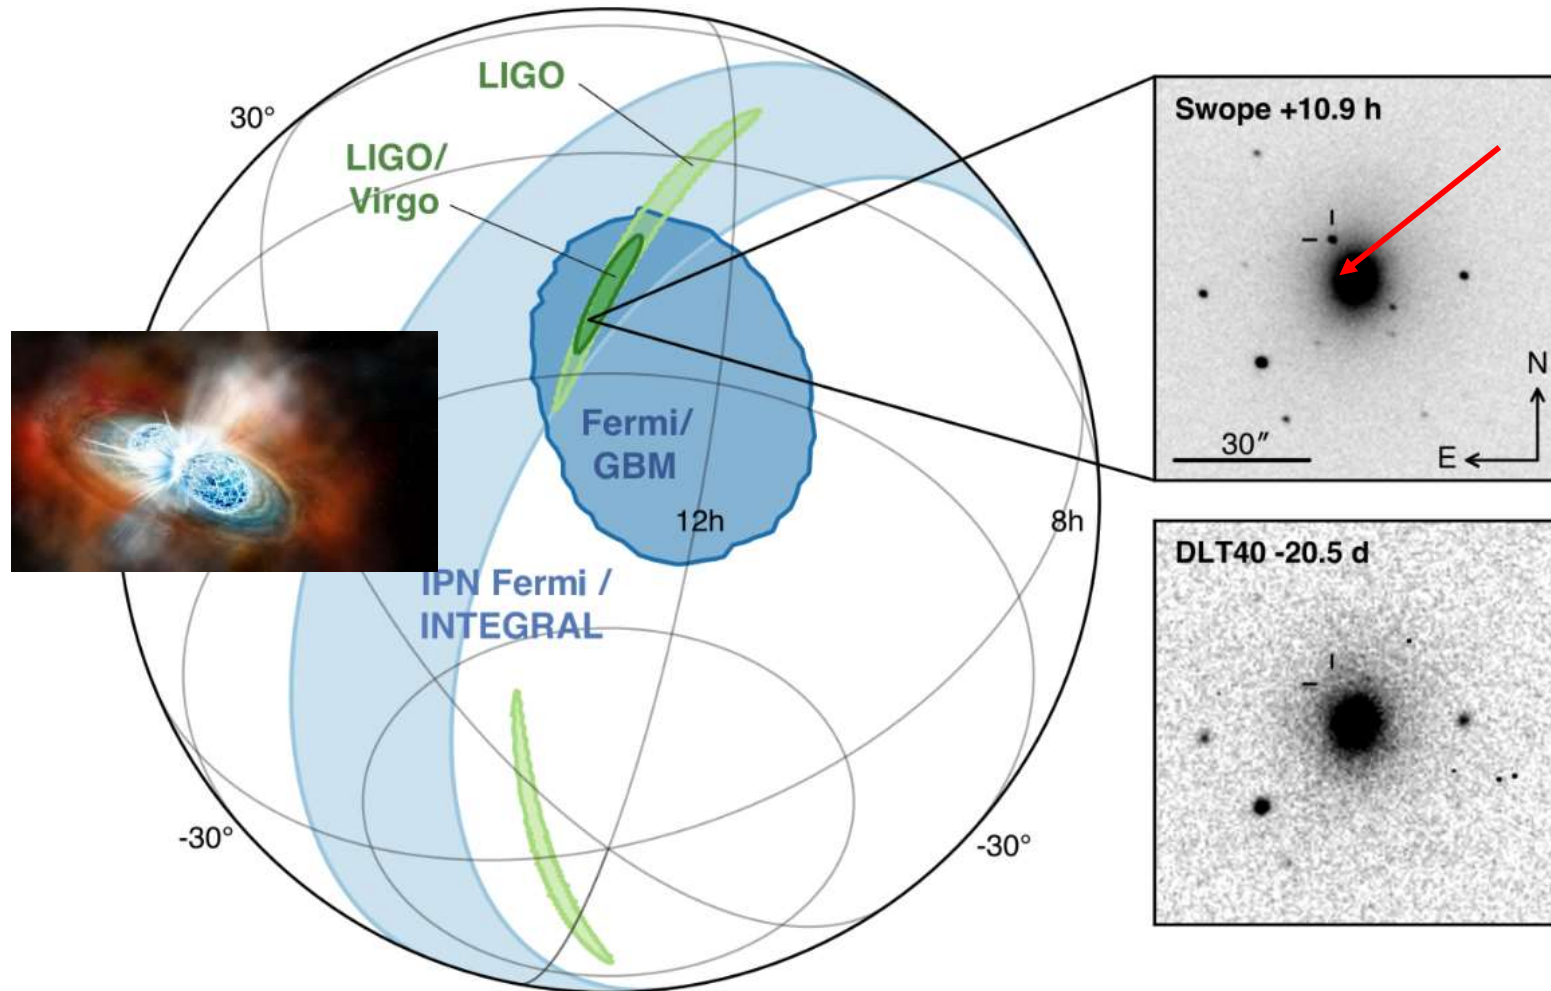 LIGO
30°
LIGO/
Virgo
Fermi/
GBM
12h
8h
IPN Fermi /
INTEGRAL
-30°
-30°
Swope +10.9 h
N
30″
E
DLT40 -20.5 d